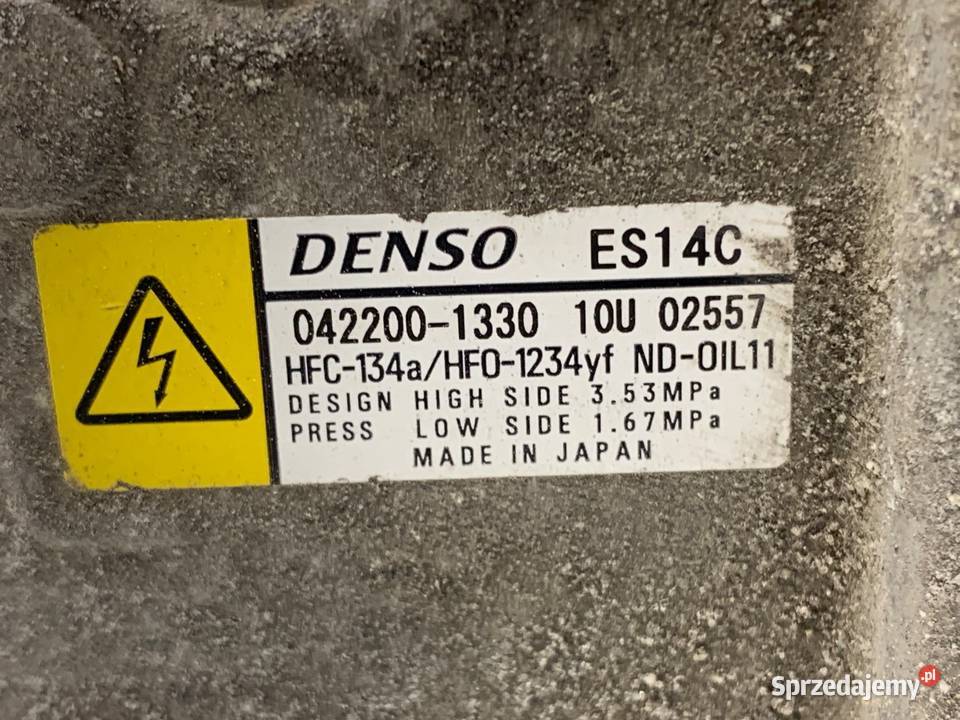 DENSO ES14C
042200-1330 10U 02557
HFC-134a/HFO-1234yf ND-OIL11
DESIGN HIGH SIDE 3.53MPa
PRESS LOW SIDE 1.67MPa
MADE IN JAPAN
Sprzedajemy.pl